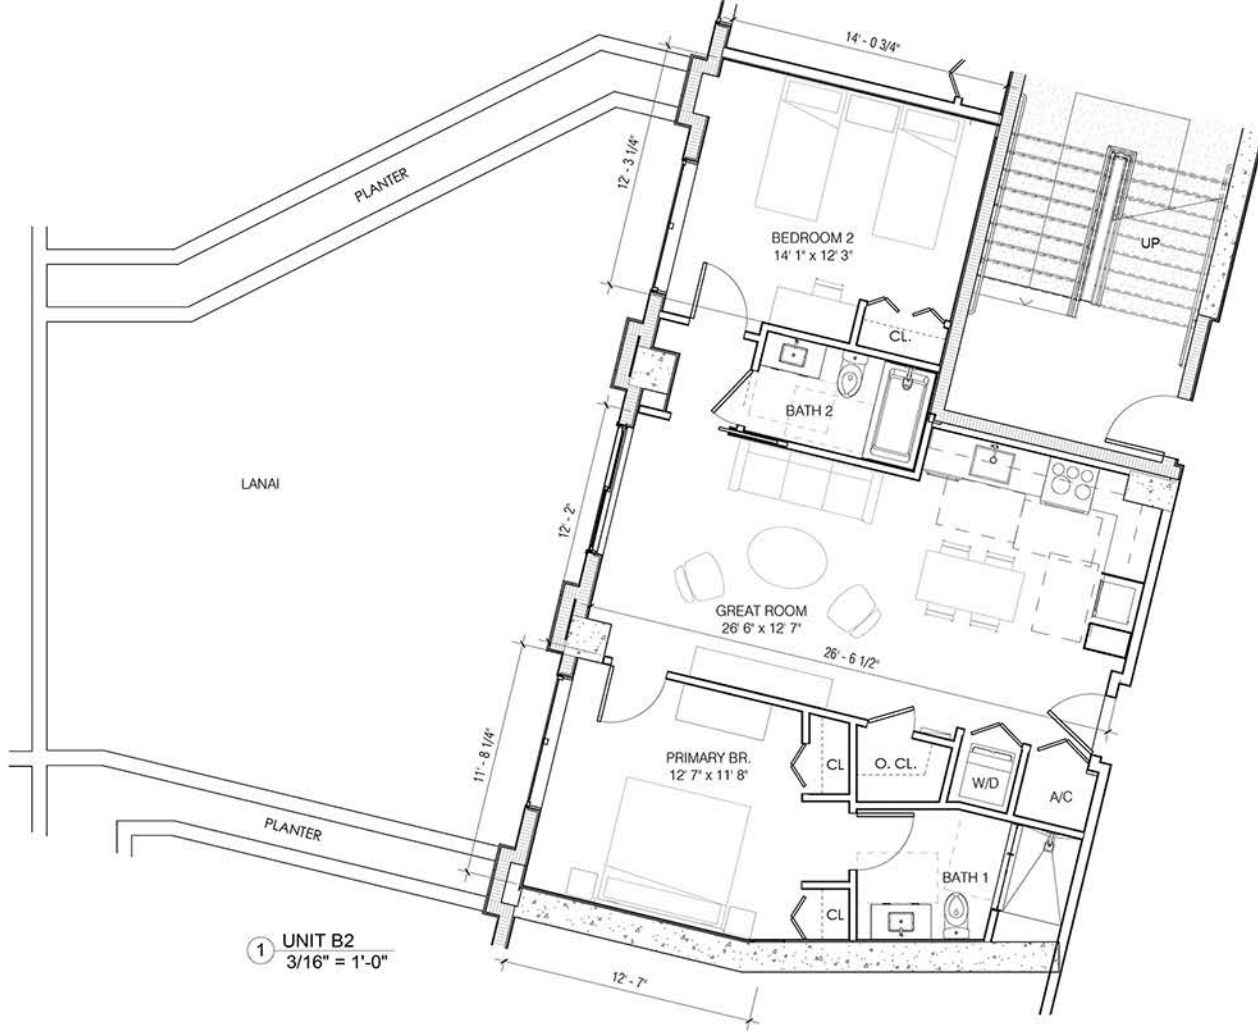 14' - 0 3/4"
12' - 3 1/4"
PLANTER
BEDROOM 2
14' 1" x 12' 3"
UP
CL.
BATH 2
LANAI
12' - 2"
GREAT ROOM
26' 6" x 12' 7"
26' - 6 1/2"
11' - 8 1/4"
PRIMARY BR.
12' 7" x 11' 8"
CL
O. CL.
W/D
A/C
PLANTER
BATH 1
CL
1 UNIT B2
3/16" = 1'-0"
12' - 7"